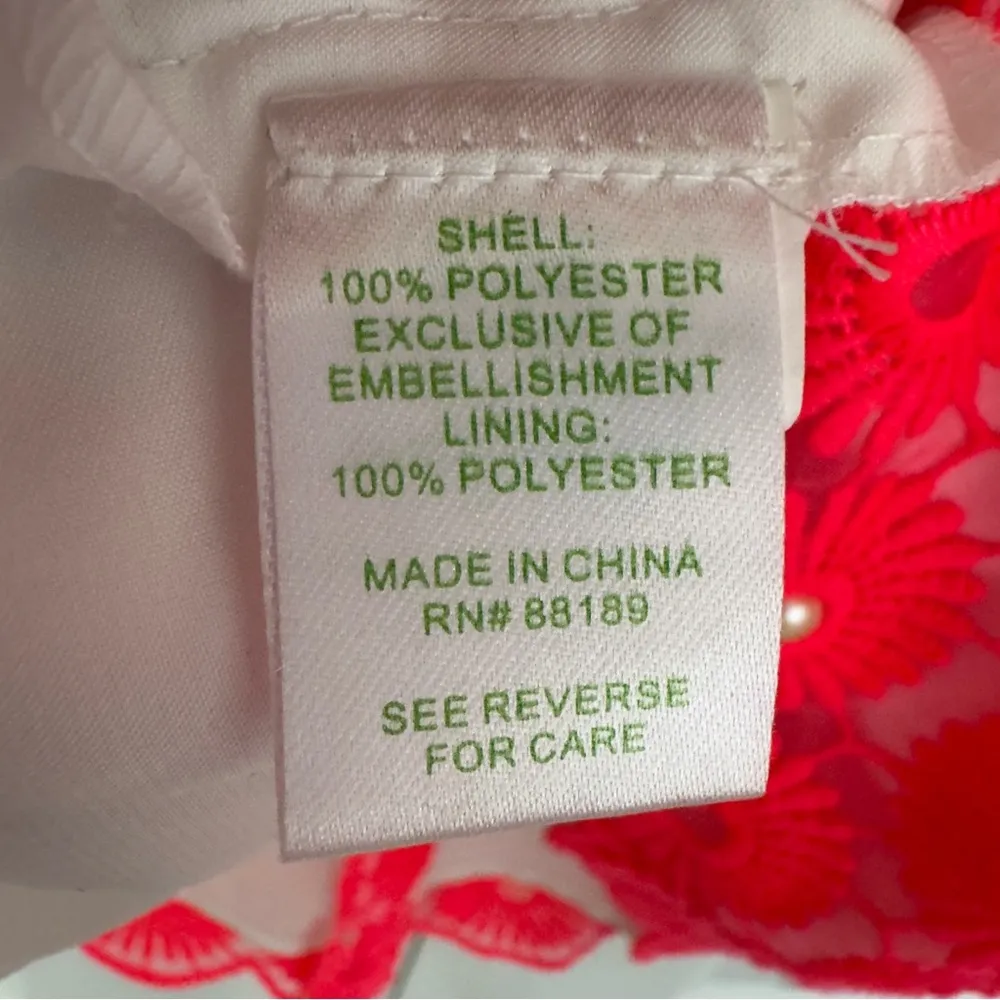 SHELL:
100% POLYESTER
EXCLUSIVE OF
EMBELLISHMENT
LINING:
100% POLYESTER
MADE IN CHINA
RN# 88189
SEE REVERSE
FOR CARE